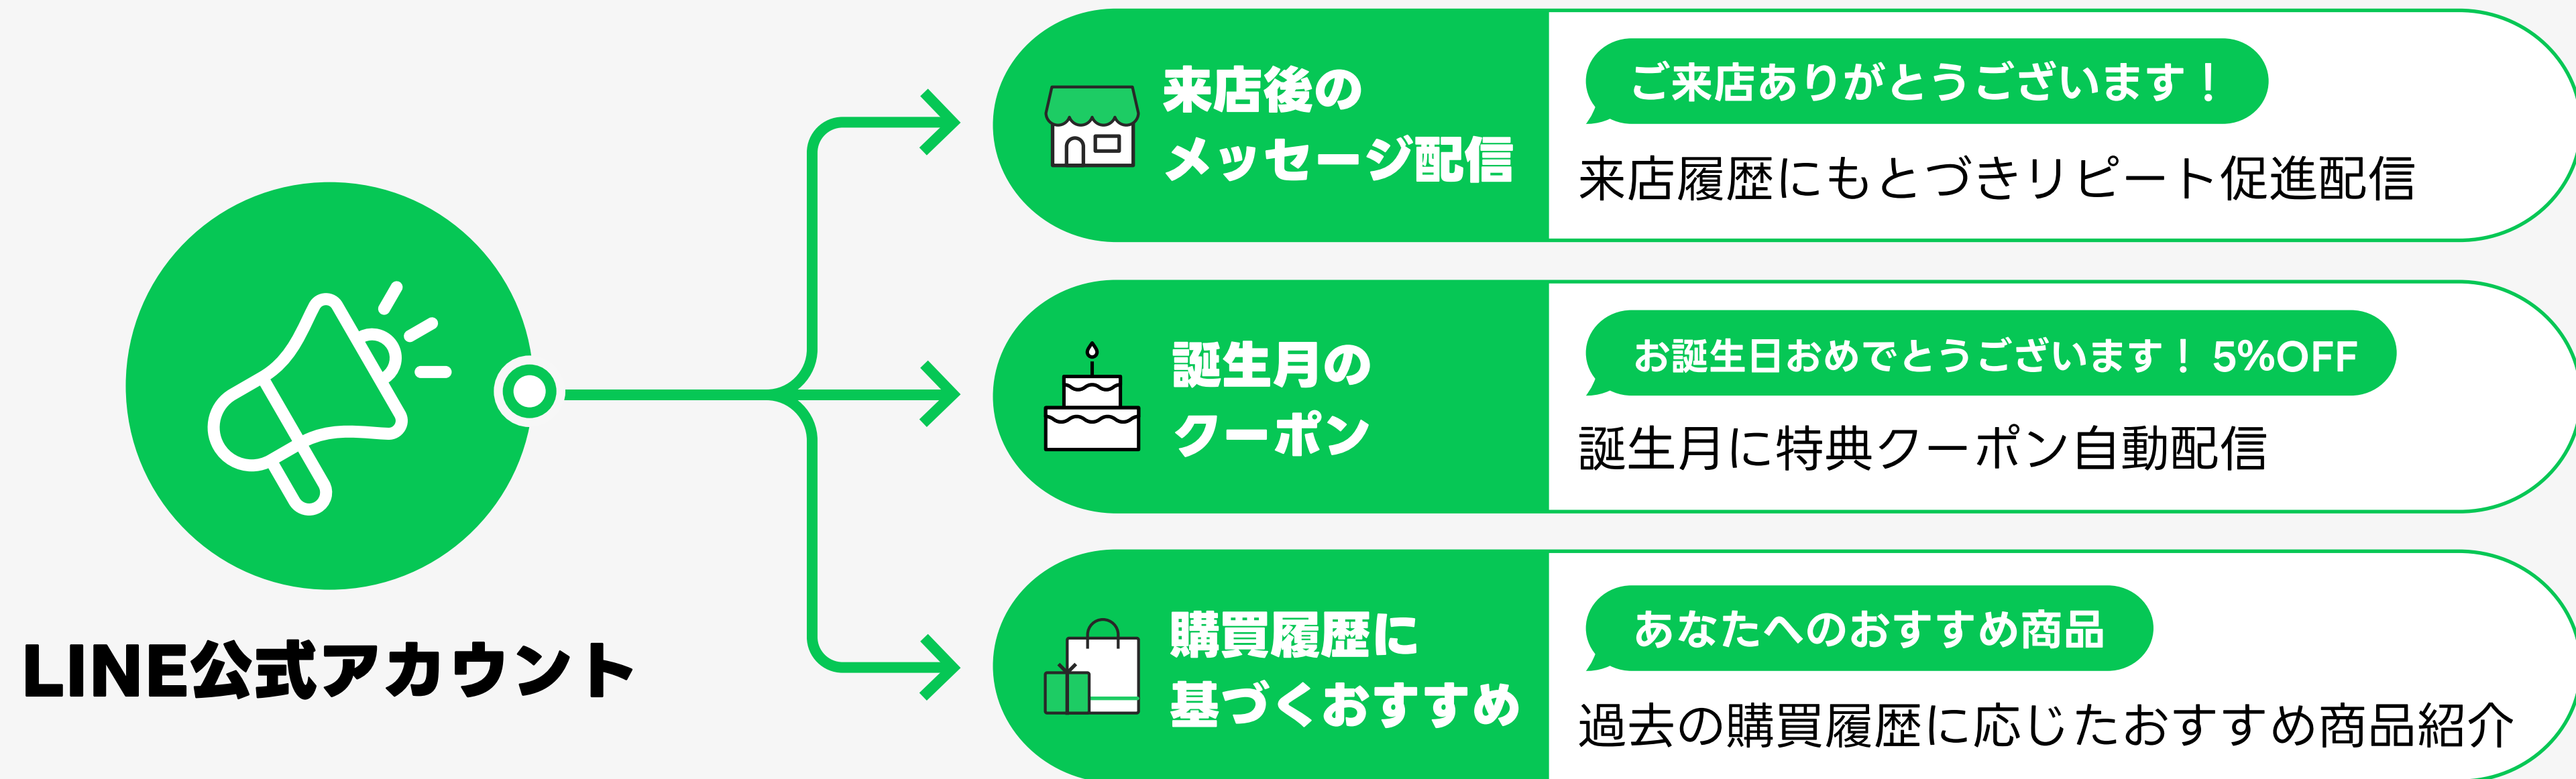 LINE公式アカウント
来店後の
メッセージ配信
ご来店ありがとうございます！
来店履歴にもとづきリピート促進配信
誕生月の
クーポン
お誕生日おめでとうございます！ 5%OFF
誕生月に特典クーポン自動配信
購買履歴に
基づくおすすめ
あなたへのおすすめ商品
過去の購買履歴に応じたおすすめ商品紹介